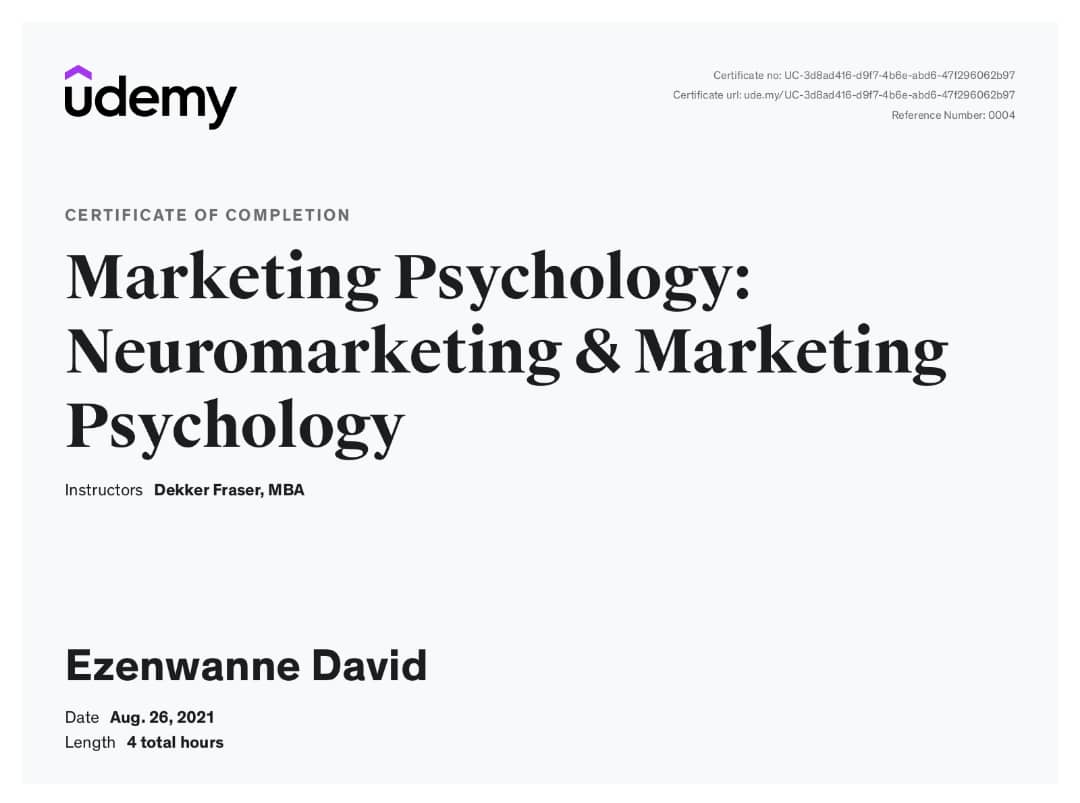 udemy
Certificate no: UC-3d8ad416-d9f7-4b6e-abd6-47f296062b97
Certificate url: ude.my/UC-3d8ad416-d9f7-4b6e-abd6-47f296062b97
Reference Number: 0004
CERTIFICATE OF COMPLETION
Marketing Psychology:
Neuromarketing & Marketing
Psychology
Instructors Dekker Fraser, MBA
Ezenwanne David
Date Aug. 26, 2021
Length 4 total hours